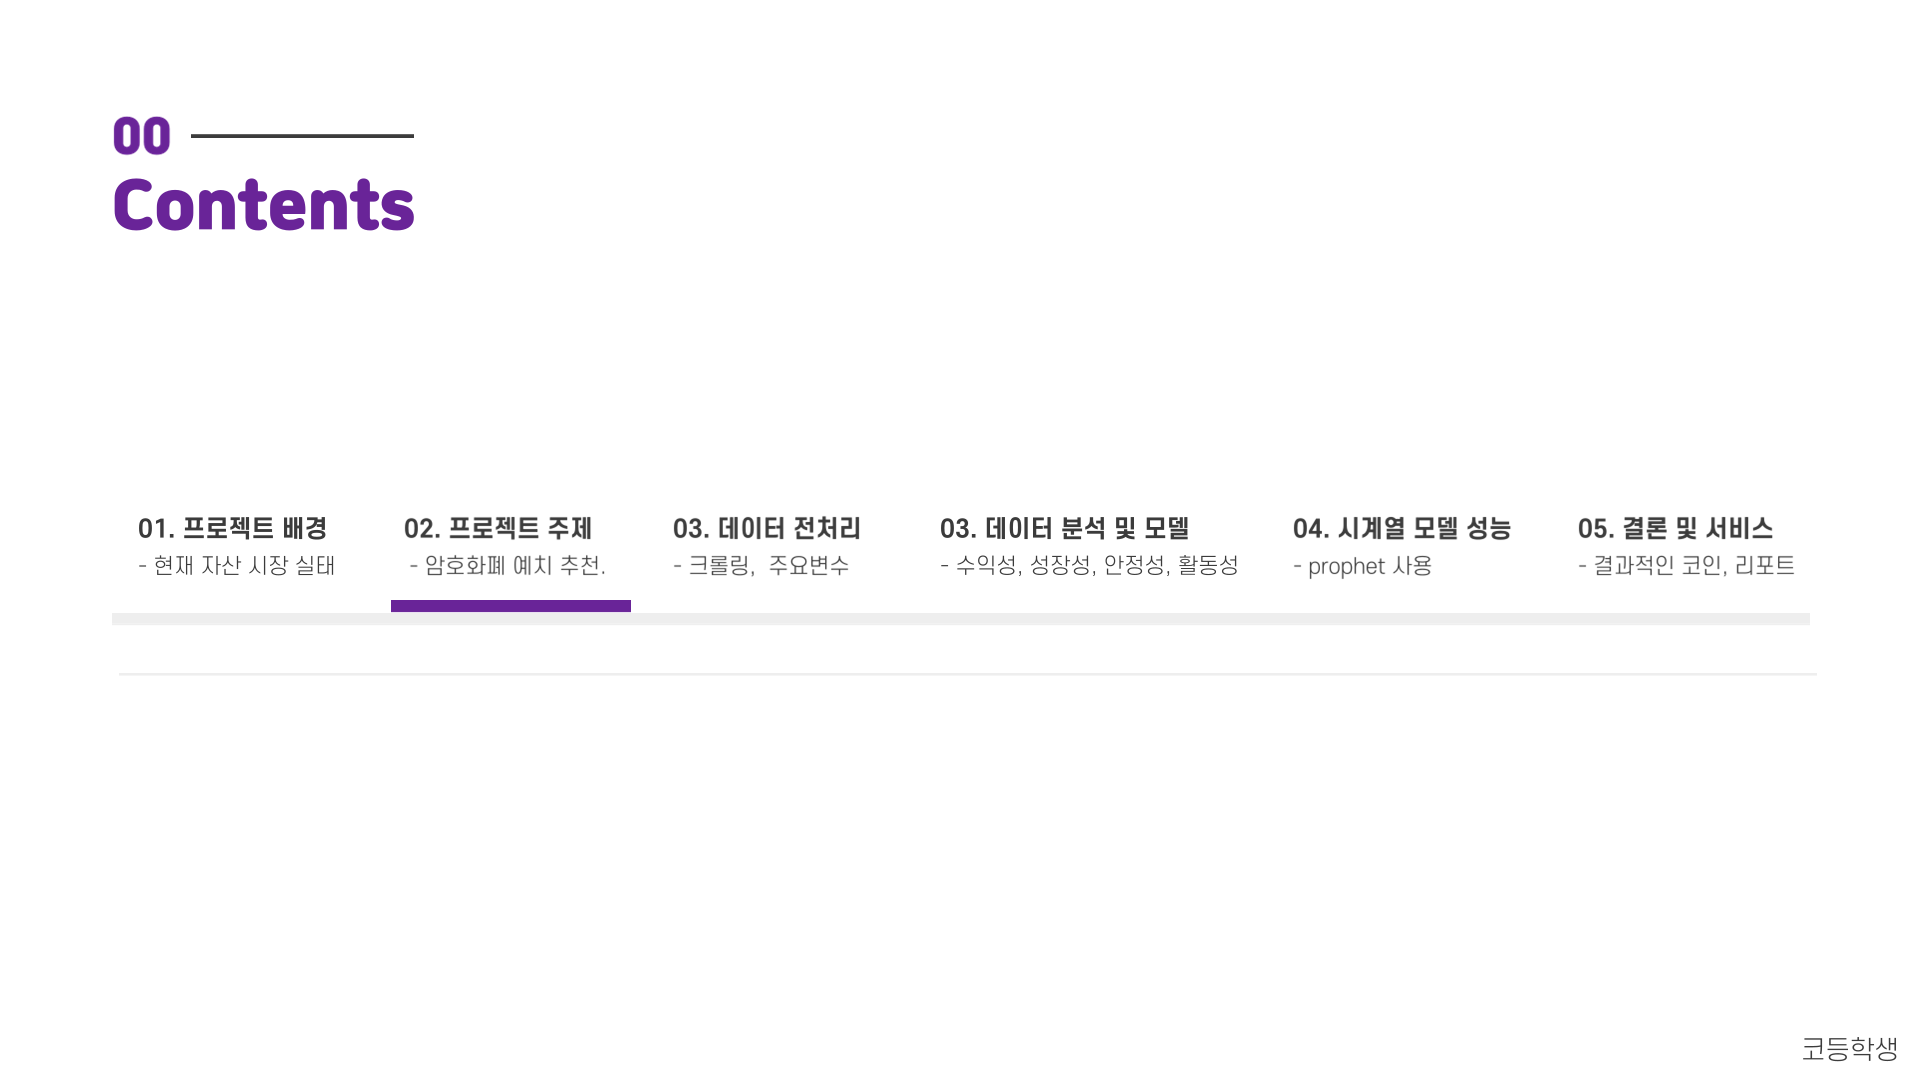 00
Contents
01. 프로젝트 배경
- 현재 자산 시장 실태
02. 프로젝트 주제
- 암호화폐 예치 추천.
03. 데이터 전처리
- 크롤링, 주요변수
03. 데이터 분석 및 모델
- 수익성, 성장성, 안정성, 활동성
04. 시계열 모델 성능
- prophet 사용
05. 결론 및 서비스
- 결과적인 코인, 리포트
코등학생